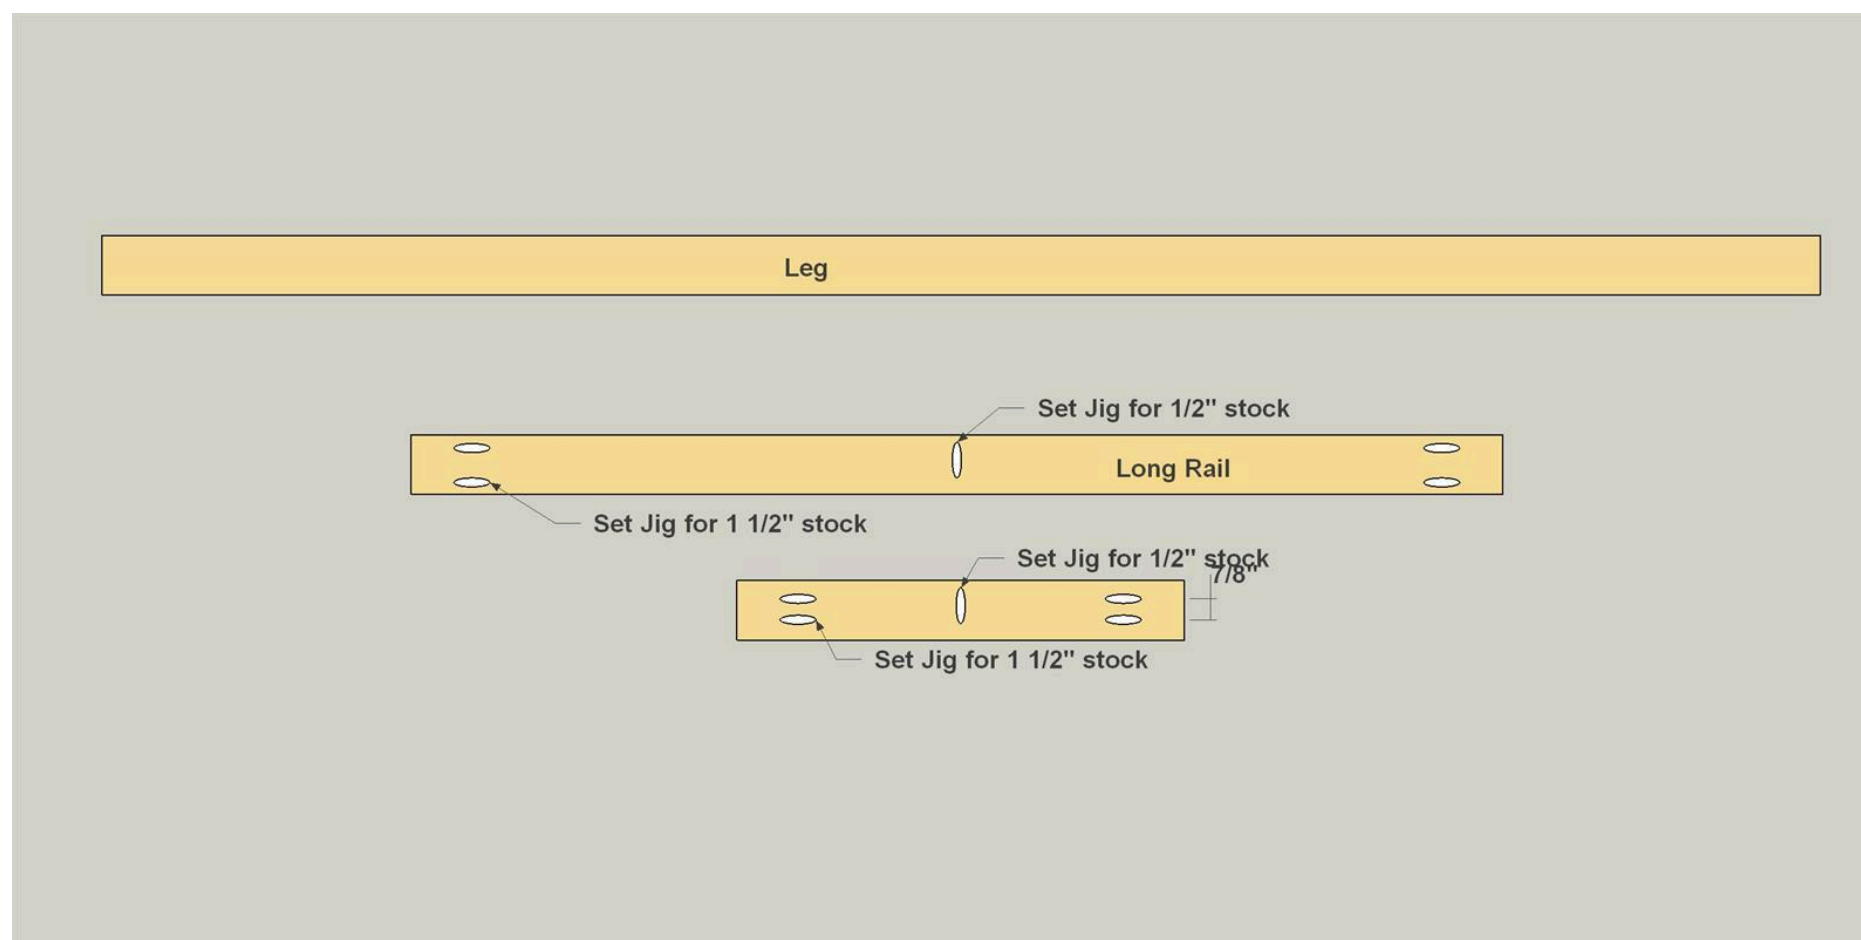 Leg
Set Jig for 1/2" stock
Long Rail
Set Jig for 1 1/2" stock
Set Jig for 1/2" stock
7/8"
Set Jig for 1 1/2" stock